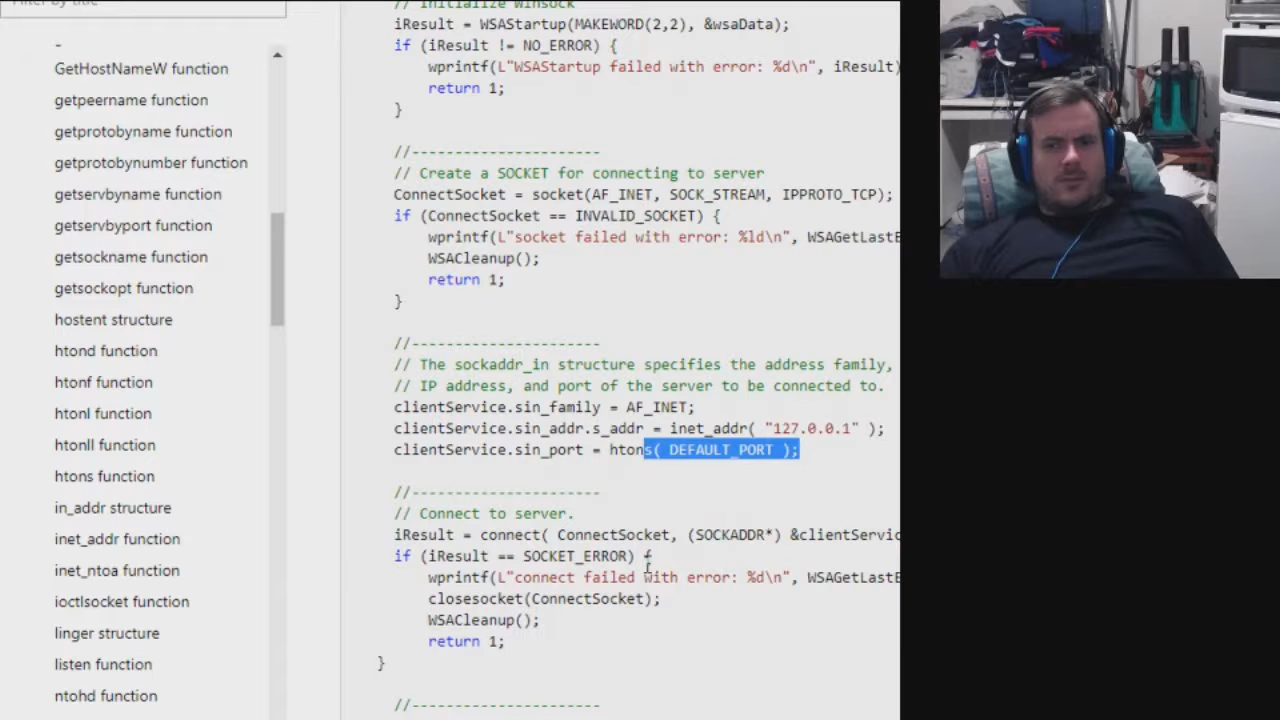 Filter by title
GetHostNameW function
getpeername function
getprotobyname function
getprotobynumber function
getservbyname function
getservbyport function
getsockname function
getsockopt function
hostent structure
htond function
htonf function
htonl function
htonll function
htons function
in_addr structure
inet_addr function
inet_ntoa function
ioctlsocket function
linger structure
listen function
ntohd function
// Initialize Winsock
iResult = WSAStartup(MAKEWORD(2,2), &wsaData);
if (iResult != NO_ERROR) {
wprintf(L"WSAStartup failed with error: %d\n", iResult)
return 1;
}
//----------------------
// Create a SOCKET for connecting to server
ConnectSocket = socket(AF_INET, SOCK_STREAM, IPPROTO_TCP);
if (ConnectSocket == INVALID_SOCKET) {
wprintf(L"socket failed with error: %ld\n", WSAGetLastE
WSACleanup();
return 1;
}
//----------------------
// The sockaddr_in structure specifies the address family,
// IP address, and port of the server to be connected to.
clientService.sin_family = AF_INET;
clientService.sin_addr.s_addr = inet_addr( "127.0.0.1" );
clientService.sin_port = htons( DEFAULT_PORT );
//----------------------
// Connect to server.
iResult = connect( ConnectSocket, (SOCKADDR*) &clientServic
if (iResult == SOCKET_ERROR) {
wprintf(L"connect failed with error: %d\n", WSAGetLastE
closesocket(ConnectSocket);
WSACleanup();
return 1;
}
//----------------------